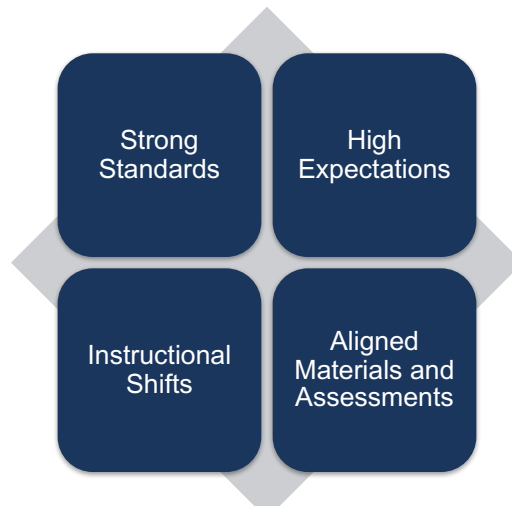 Strong
Standards
High
Expectations
Instructional
Shifts
Aligned
Materials and
Assessments